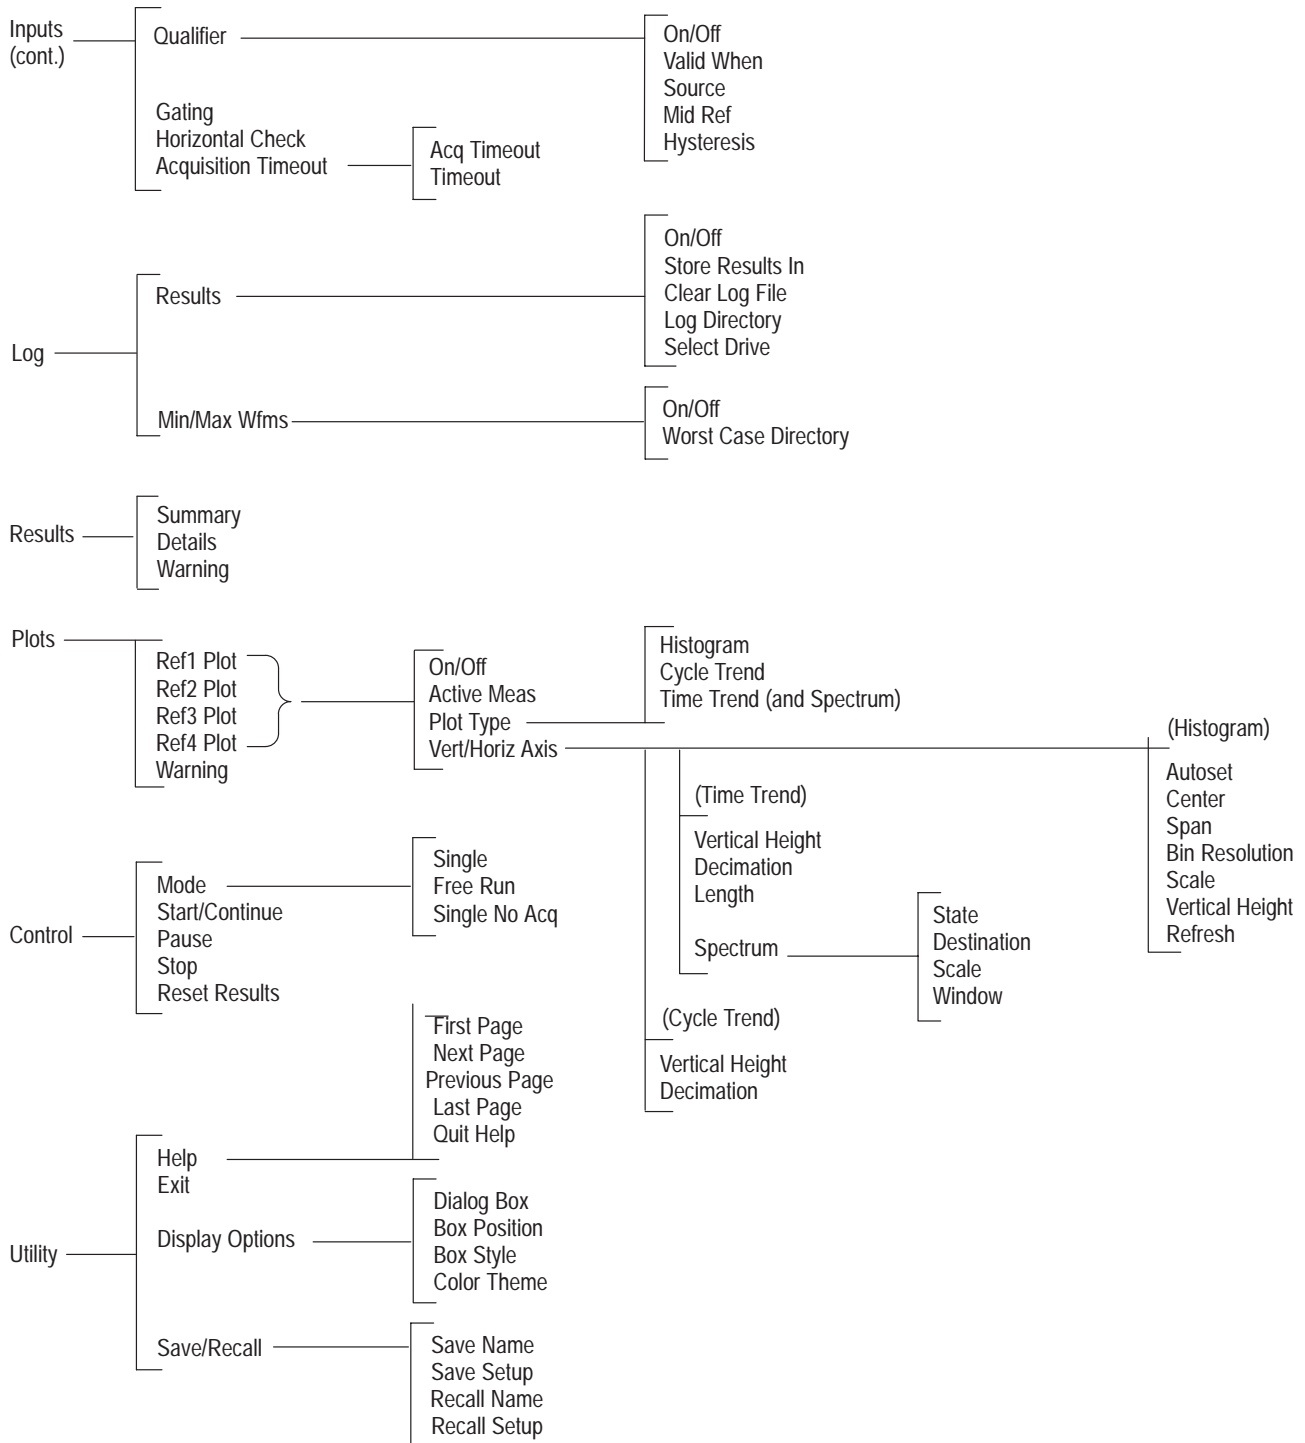 Inputs
(cont.)
Qualifier
Gating
Horizontal Check
Acquisition Timeout
Acq Timeout
Timeout
On/Off
Valid When
Source
Mid Ref
Hysteresis
Log
Results
On/Off
Store Results In
Clear Log File
Log Directory
Select Drive
Min/Max Wfms
On/Off
Worst Case Directory
Results
Summary
Details
Warning
Plots
Ref1 Plot
Ref2 Plot
Ref3 Plot
Ref4 Plot
Warning
On/Off
Active Meas
Plot Type
Vert/Horiz Axis
Histogram
Cycle Trend
Time Trend (and Spectrum)
(Histogram)
Autoset
Center
Span
Bin Resolution
Scale
Vertical Height
Refresh
(Time Trend)
Vertical Height
Decimation
Length
Spectrum
State
Destination
Scale
Window
(Cycle Trend)
Vertical Height
Decimation
Control
Mode
Start/Continue
Pause
Stop
Reset Results
Single
Free Run
Single No Acq
Utility
Help
Exit
First Page
Next Page
Previous Page
Last Page
Quit Help
Display Options
Dialog Box
Box Position
Box Style
Color Theme
Save/Recall
Save Name
Save Setup
Recall Name
Recall Setup